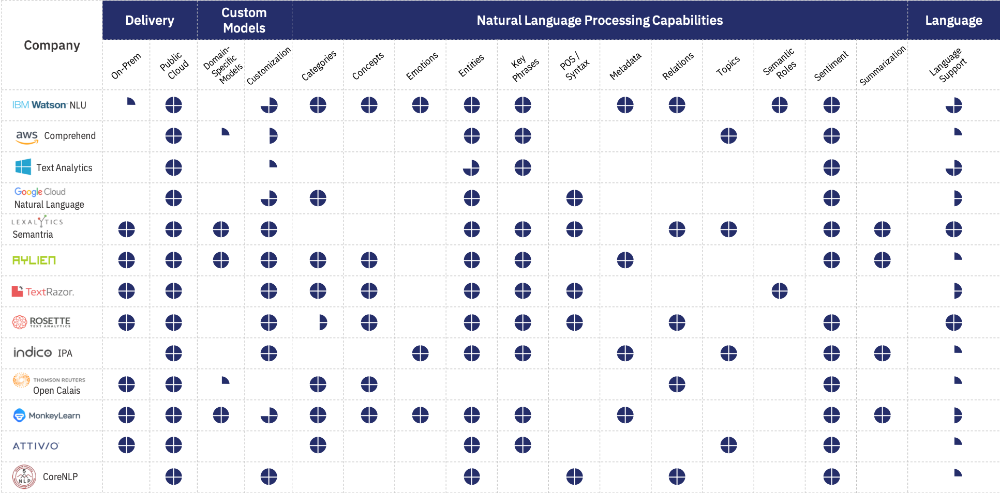 Company
Delivery
Custom
Models
Natural Language Processing Capabilities
Language
On-Prem
Public
Cloud
Domain-
Specific
Models
Customization
Categories
Concepts
Emotions
Entities
Key
Phrases
POS /
Syntax
Metadata
Relations
Topics
Semantic
Roles
Sentiment
Summarization
Language
Support
IBM Watson NLU
aws Comprehend
Text Analytics
Google Cloud
Natural Language
LEXALYTICS
Semantria
AYLIEN
TextRazor.
ROSETTE
TEXT ANALYTICS
indico IPA
THOMSON REUTERS
Open Calais
MonkeyLearn
ATTIVIO
S
NLP
CoreNLP